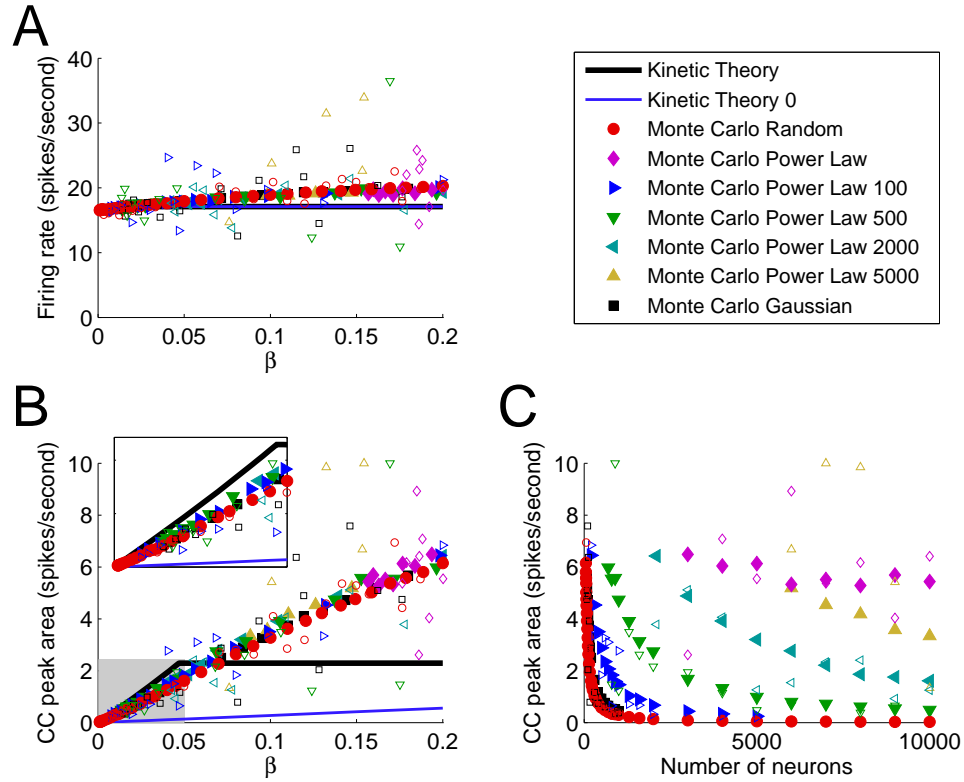 A
Firing rate (spikes/second)
40
30
20
10
0
0
0.05
0.1
0.15
0.2
β
Kinetic Theory
Kinetic Theory 0
Monte Carlo Random
Monte Carlo Power Law
Monte Carlo Power Law 100
Monte Carlo Power Law 500
Monte Carlo Power Law 2000
Monte Carlo Power Law 5000
Monte Carlo Gaussian
B
CC peak area (spikes/second)
10
8
6
4
2
0
0
0.05
0.1
0.15
0.2
β
C
CC peak area (spikes/second)
10
8
6
4
2
0
0
5000
10000
Number of neurons